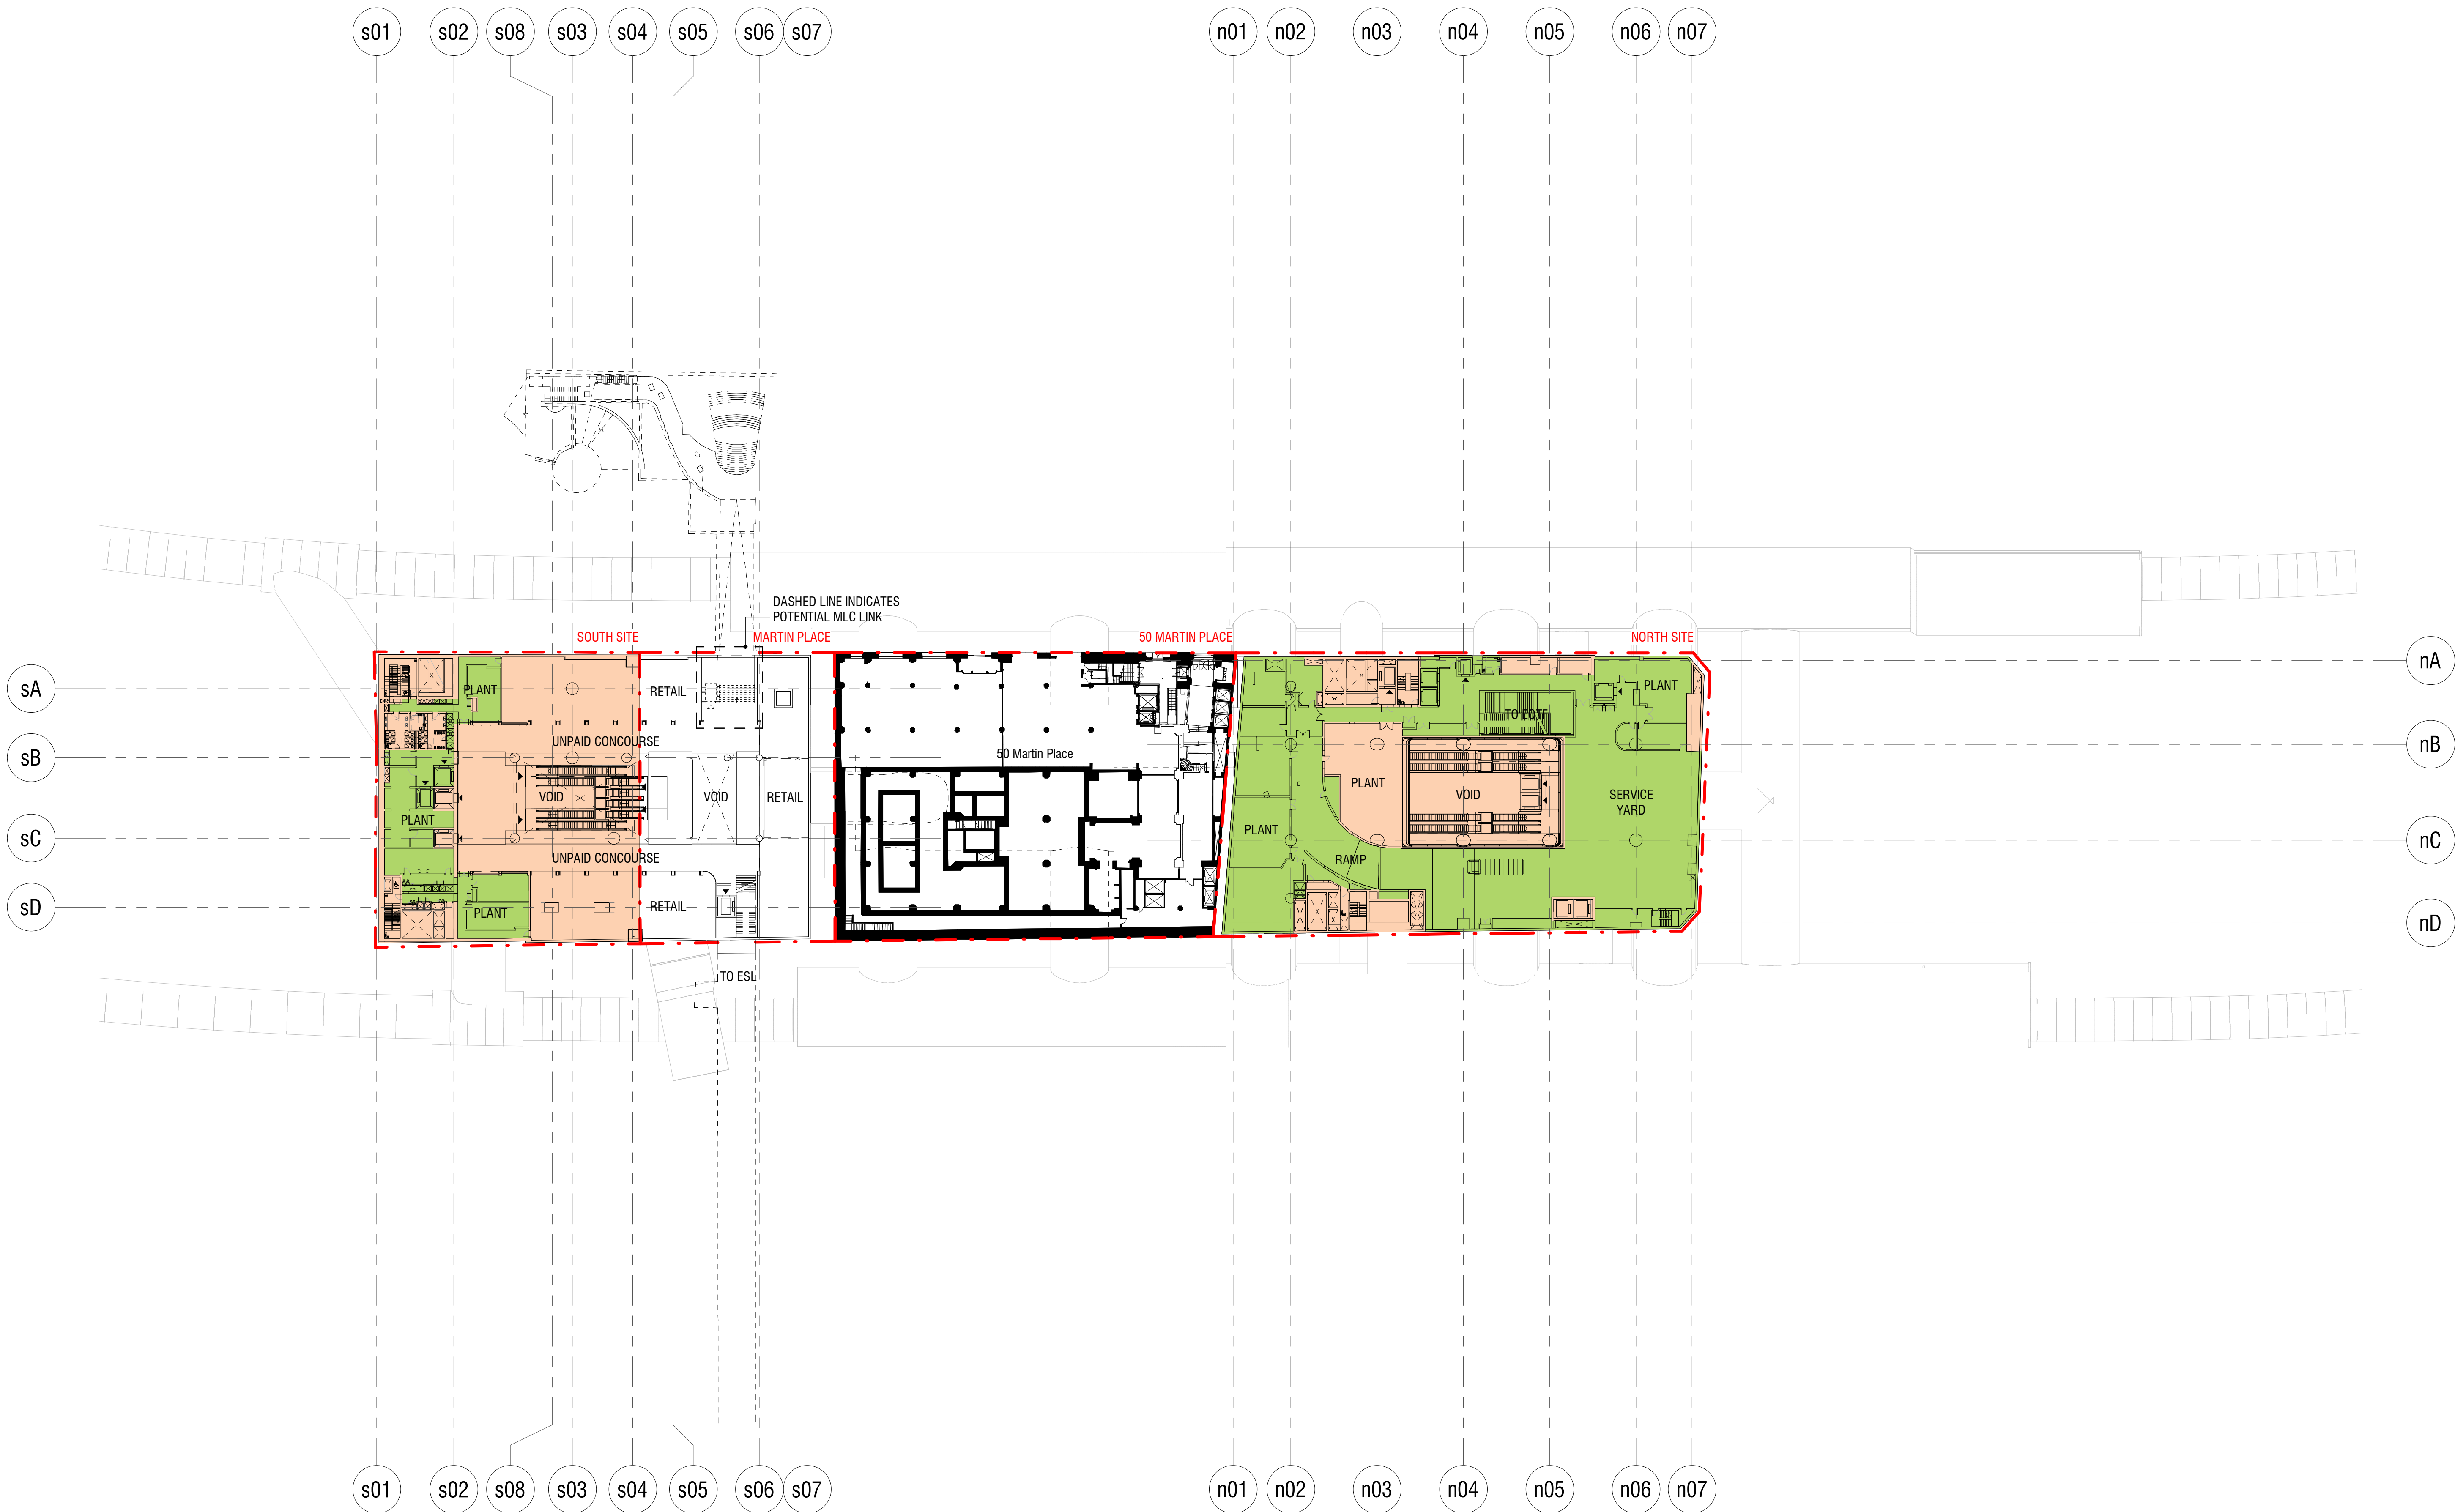 s01 s02 s08 s03 s04 s05 s06 s07 n01 n02 n03 n04 n05 n06 n07
DASHED LINE INDICATES
POTENTIAL MLC LINK
SOUTH SITE MARTIN PLACE 50 MARTIN PLACE NORTH SITE
sA nA
PLANT RETAIL PLANT
TO EOTF
UNPAID CONCOURSE
sB nB
50 Martin Place
PLANT
VOID VOID RETAIL VOID SERVICE
YARD
PLANT PLANT
sC nC
UNPAID CONCOURSE RAMP
sD nD
PLANT RETAIL
TO ESL
s01 s02 s08 s03 s04 s05 s06 s07 n01 n02 n03 n04 n05 n06 n07